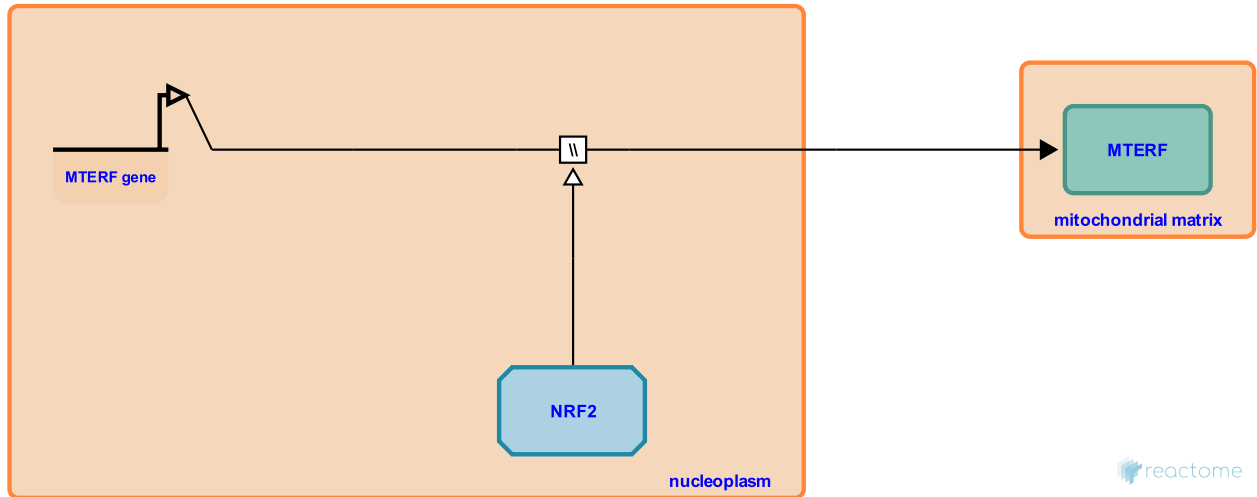 MTERF gene
\\
MTERF
mitochondrial matrix
NRF2
nucleoplasm
reactome